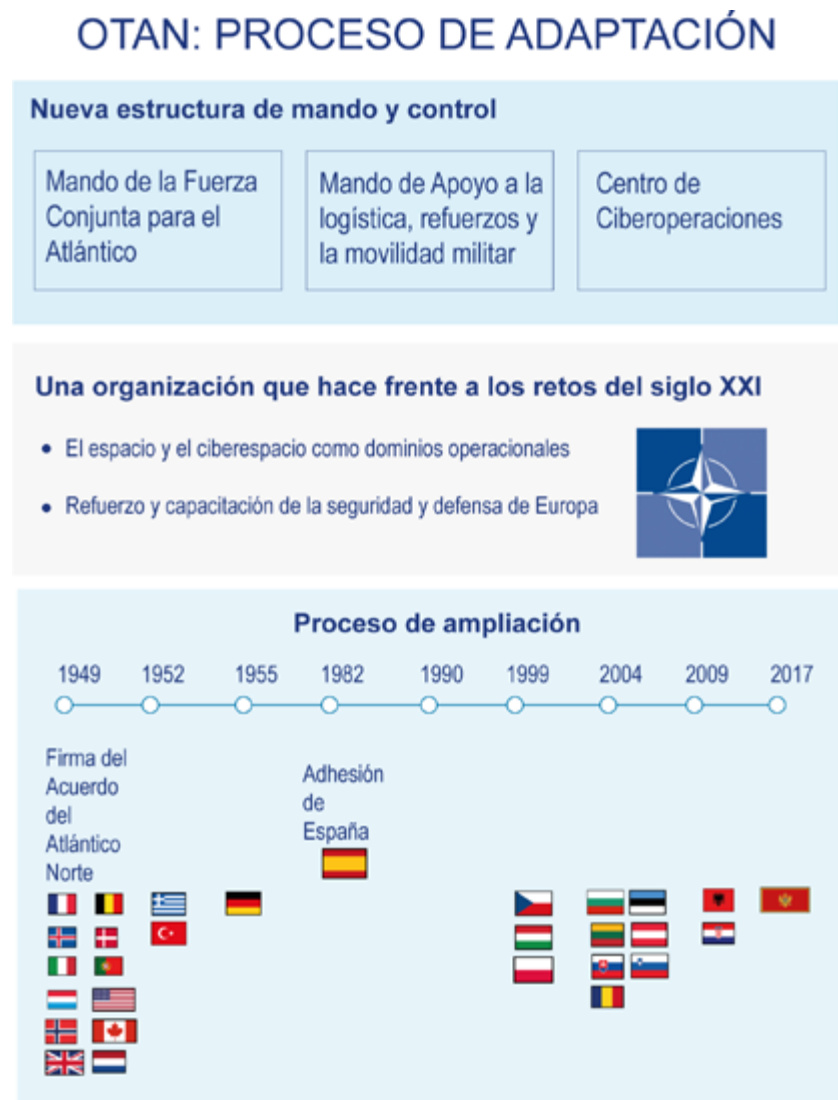 OTAN: PROCESO DE ADAPTACIÓN
Nueva estructura de mando y control
Mando de la Fuerza
Conjunta para el
Atlántico
Mando de Apoyo a la
logística, refuerzos y
la movilidad militar
Centro de
Ciberoperaciones
Una organización que hace frente a los retos del siglo XXI
• El espacio y el ciberespacio como dominios operacionales
• Refuerzo y capacitación de la seguridad y defensa de Europa
Proceso de ampliación
1949 1952 1955 1982 1990 1999 2004 2009 2017
Firma del
Acuerdo
del
Atlántico
Norte
Adhesión
de
España